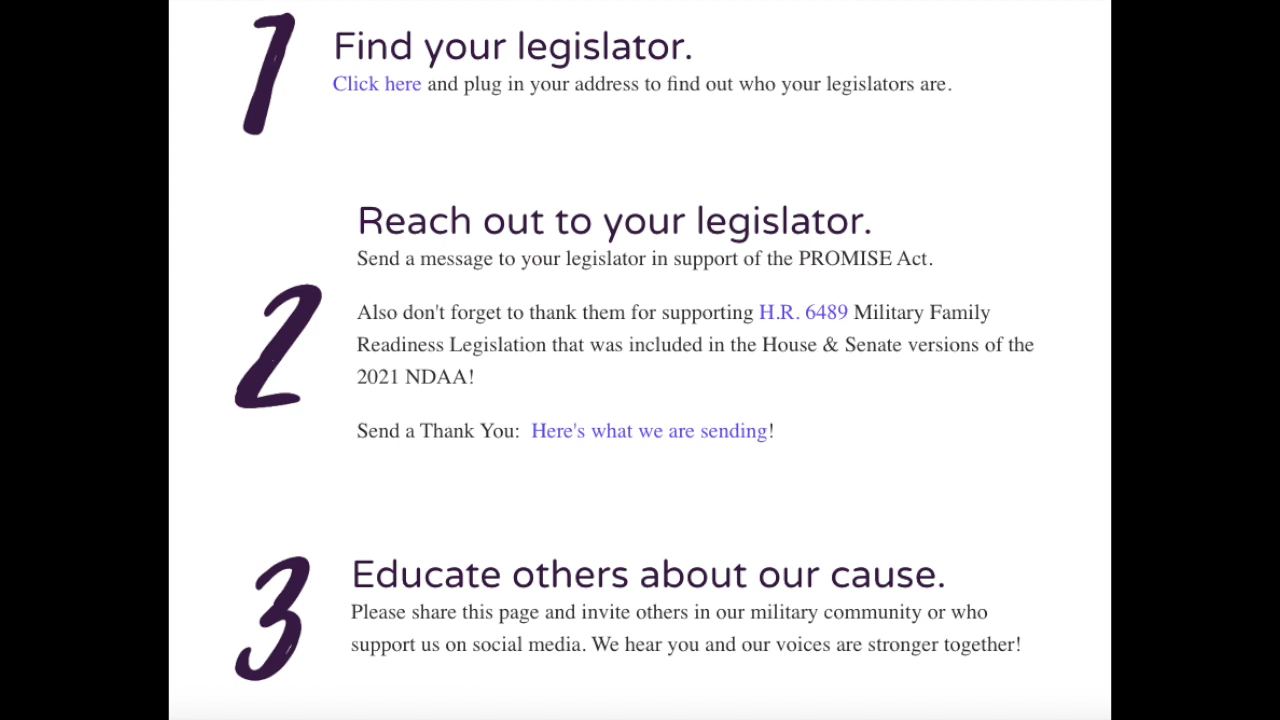 1
Find your legislator.
Click here and plug in your address to find out who your legislators are.
2
Reach out to your legislator.
Send a message to your legislator in support of the PROMISE Act.
Also don't forget to thank them for supporting H.R. 6489 Military Family
Readiness Legislation that was included in the House & Senate versions of the
2021 NDAA!
Send a Thank You:  Here's what we are sending!
3
Educate others about our cause.
Please share this page and invite others in our military community or who
support us on social media. We hear you and our voices are stronger together!